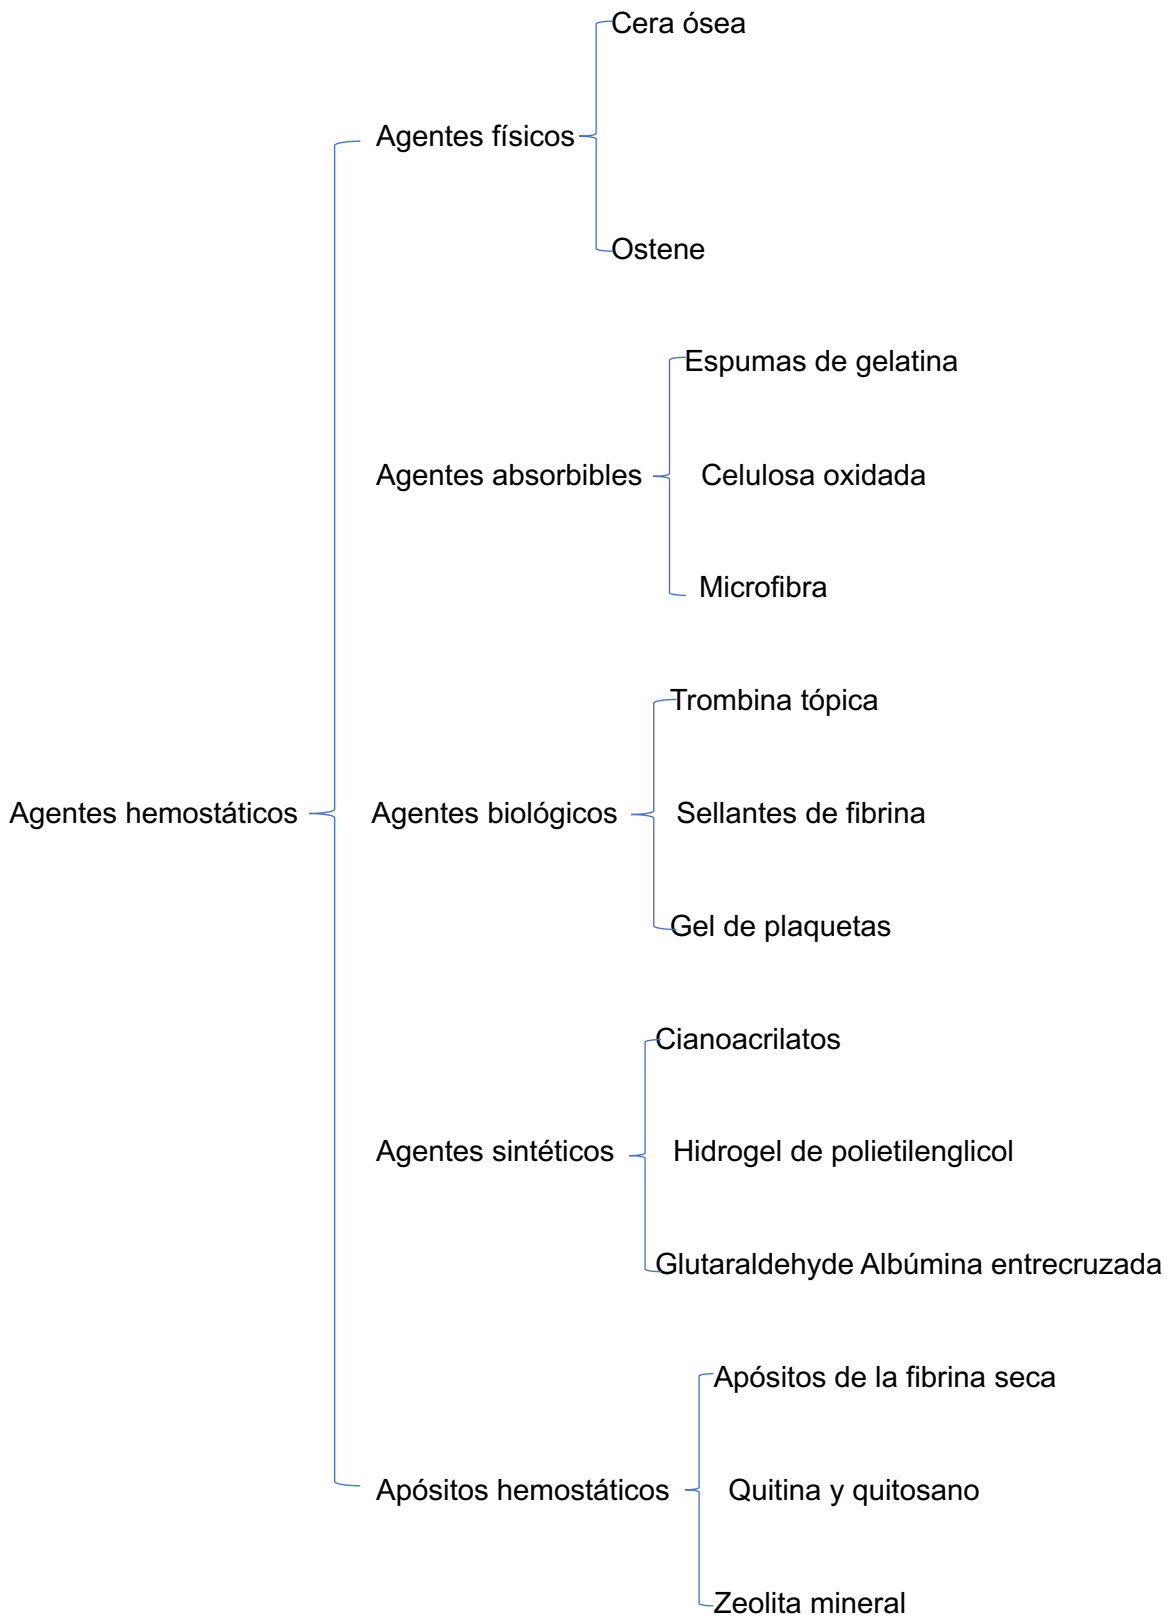 Cera ósea
Agentes físicos
Ostene
Espumas de gelatina
Agentes absorbibles
Celulosa oxidada
Microfibra
Trombina tópica
Agentes hemostáticos
Agentes biológicos
Sellantes de fibrina
Gel de plaquetas
Cianoacrilatos
Agentes sintéticos
Hidrogel de polietilenglicol
Glutaraldehyde Albúmina entrecruzada
Apósitos de la fibrina seca
Apósitos hemostáticos
Quitina y quitosano
Zeolita mineral